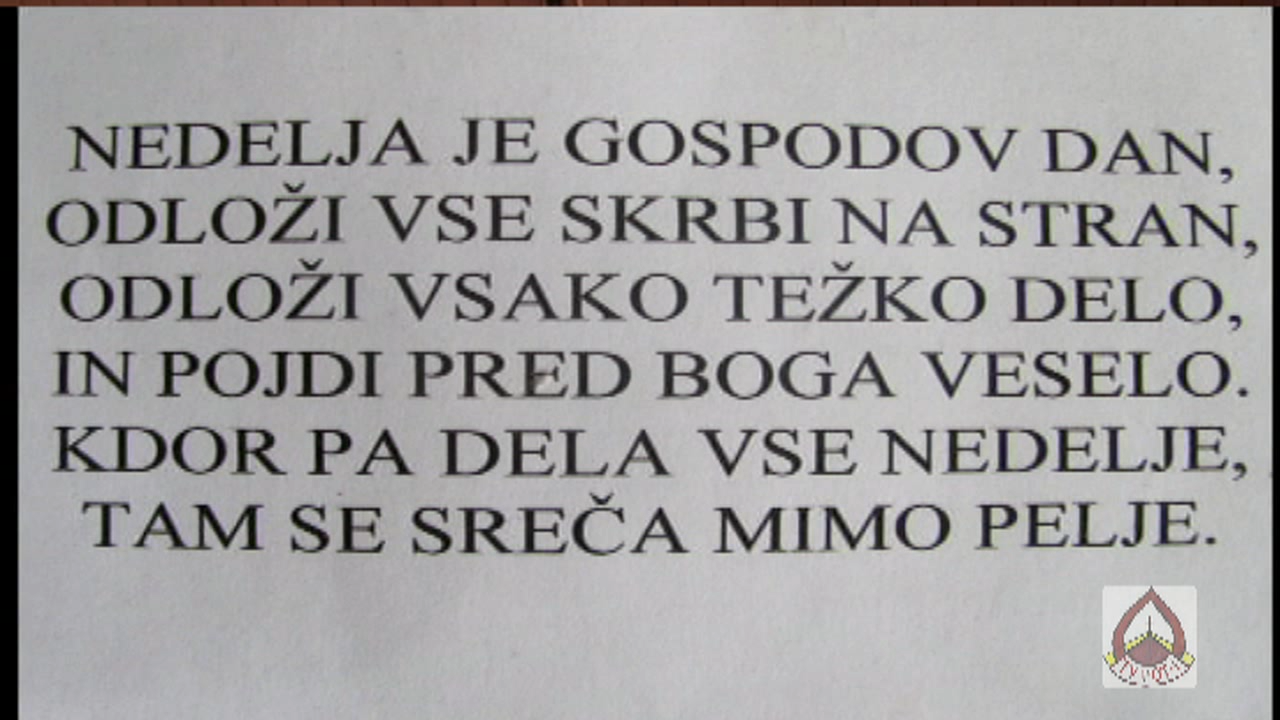 NEDELJA JE GOSPODOV DAN,
ODLOŽI VSE SKRBI NA STRAN,
ODLOŽI VSAKO TEŽKO DELO,
IN POJDI PRED BOGA VESELO.
KDOR PA DELA VSE NEDELJE,
TAM SE SREČA MIMO PELJE.